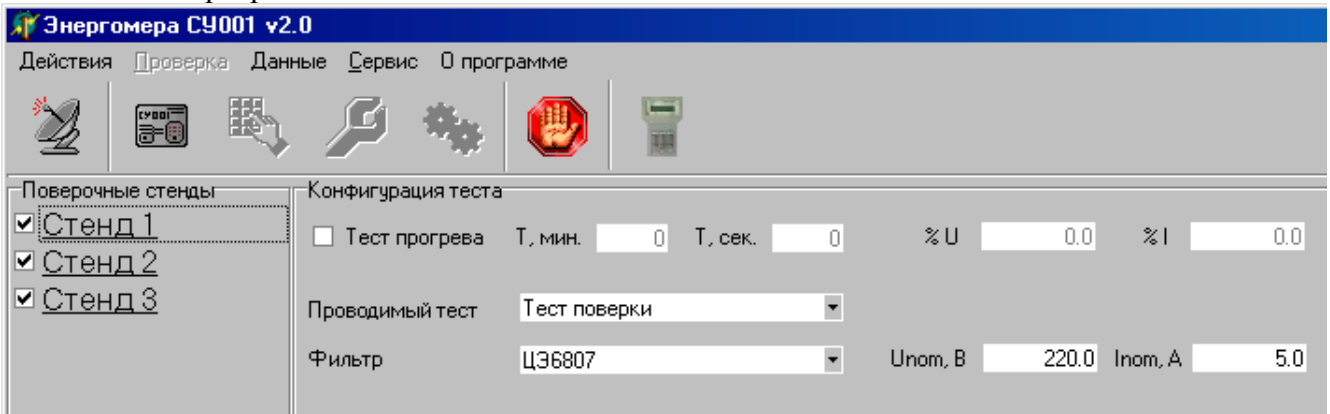 Энергомера СУ001 v2.0
Действия Проверка Данные Сервис О программе
СУ001
Поверочные стенды
Стенд 1
Стенд 2
Стенд 3
Конфигурация теста
Тест прогрева Т, мин. 0 Т, сек. 0 % U 0.0 % I 0.0
Проводимый тест Тест поверки
Фильтр ЦЭ6807 Unom, В 220.0 Inom, А 5.0